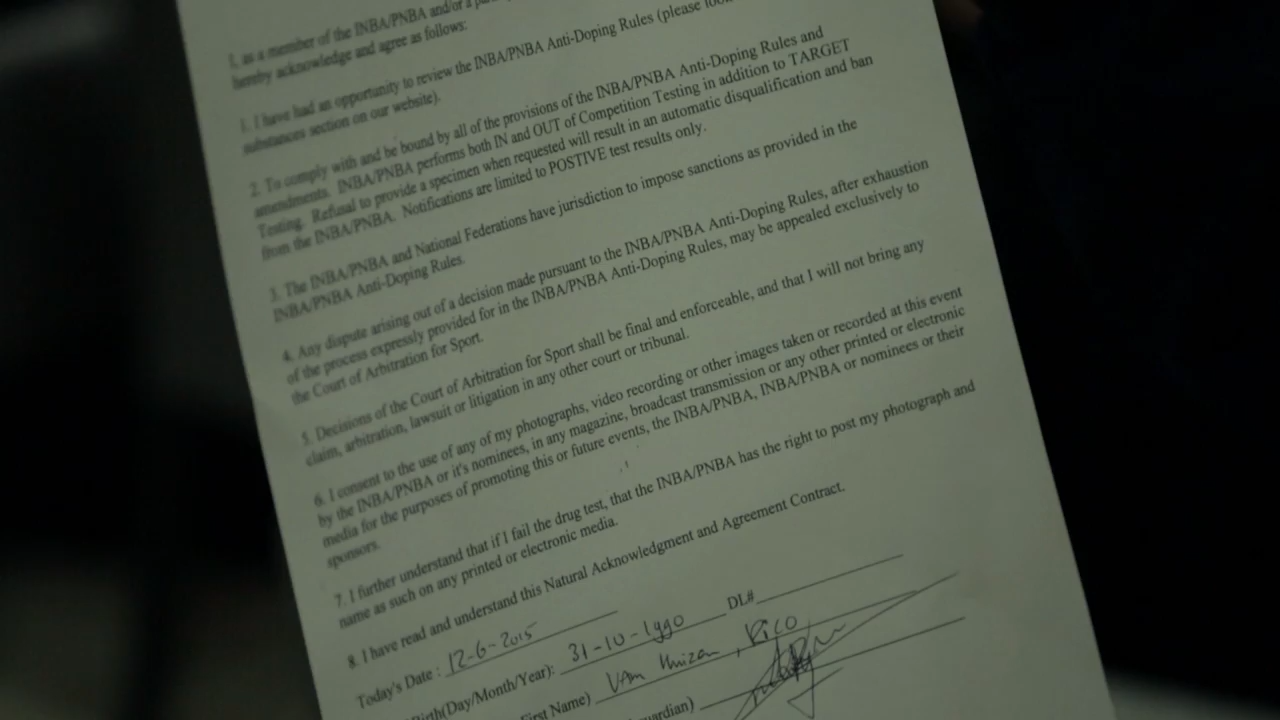 I, as a member of the INBA/PNBA and/or a
hereby acknowledge and agree as follows:
1. I have had an opportunity to review the INBA/PNBA Anti-Doping Rules (please look
substances section on our website).
2. To comply with and be bound by all of the provisions of the INBA/PNBA Anti-Doping Rules and
amendments. INBA/PNBA performs both IN and OUT of Competition Testing in addition to TARGET
Testing. Refusal to provide a specimen when requested will result in an automatic disqualification and ban
from the INBA/PNBA. Notifications are limited to POSTIVE test results only.
3. The INBA/PNBA and National Federations have jurisdiction to impose sanctions as provided in the
INBA/PNBA Anti-Doping Rules.
4. Any dispute arising out of a decision made pursuant to the INBA/PNBA Anti-Doping Rules, after exhaustion
of the process expressly provided for in the INBA/PNBA Anti-Doping Rules, may be appealed exclusively to
the Court of Arbitration for Sport.
5. Decisions of the Court of Arbitration for Sport shall be final and enforceable, and that I will not bring any
claim, arbitration, lawsuit or litigation in any other court or tribunal.
6. I consent to the use of any of my photographs, video recording or other images taken or recorded at this event
by the INBA/PNBA or it's nominees, in any magazine, broadcast transmission or any other printed or electronic
media for the purposes of promoting this or future events, the INBA/PNBA, INBA/PNBA or nominees or their
sponsors.
7. I further understand that if I fail the drug test, that the INBA/PNBA has the right to post my photograph and
name as such on any printed or electronic media.
8. I have read and understand this Natural Acknowledgment and Agreement Contract.
Today's Date : 12-6-2015
Birth(Day/Month/Year): 31-10-1990 DL#
First Name) VAn Huizen, Rico
guardian)